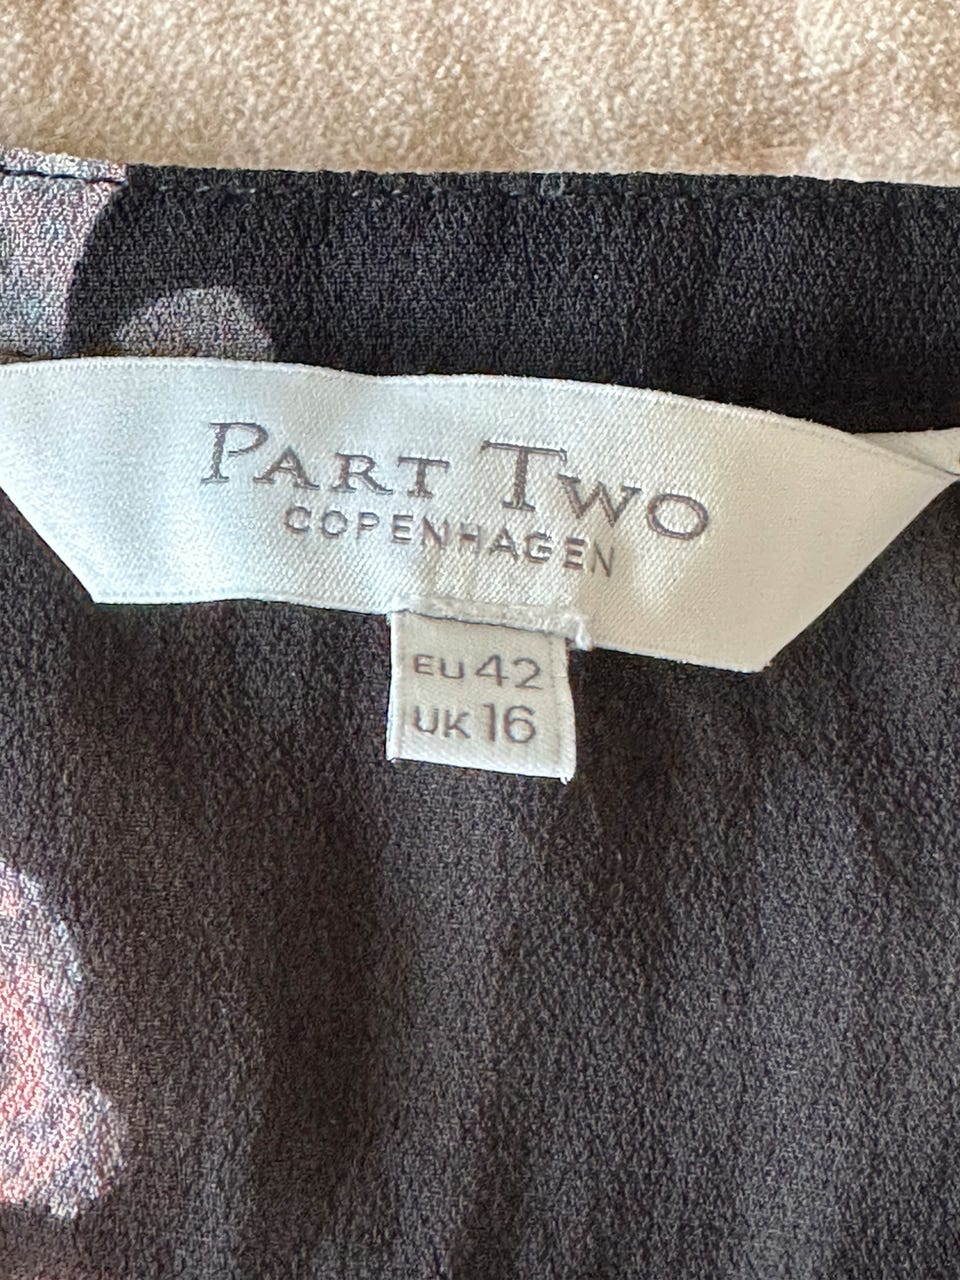 PART TWO
COPENHAGEN
EU 42
UK 16